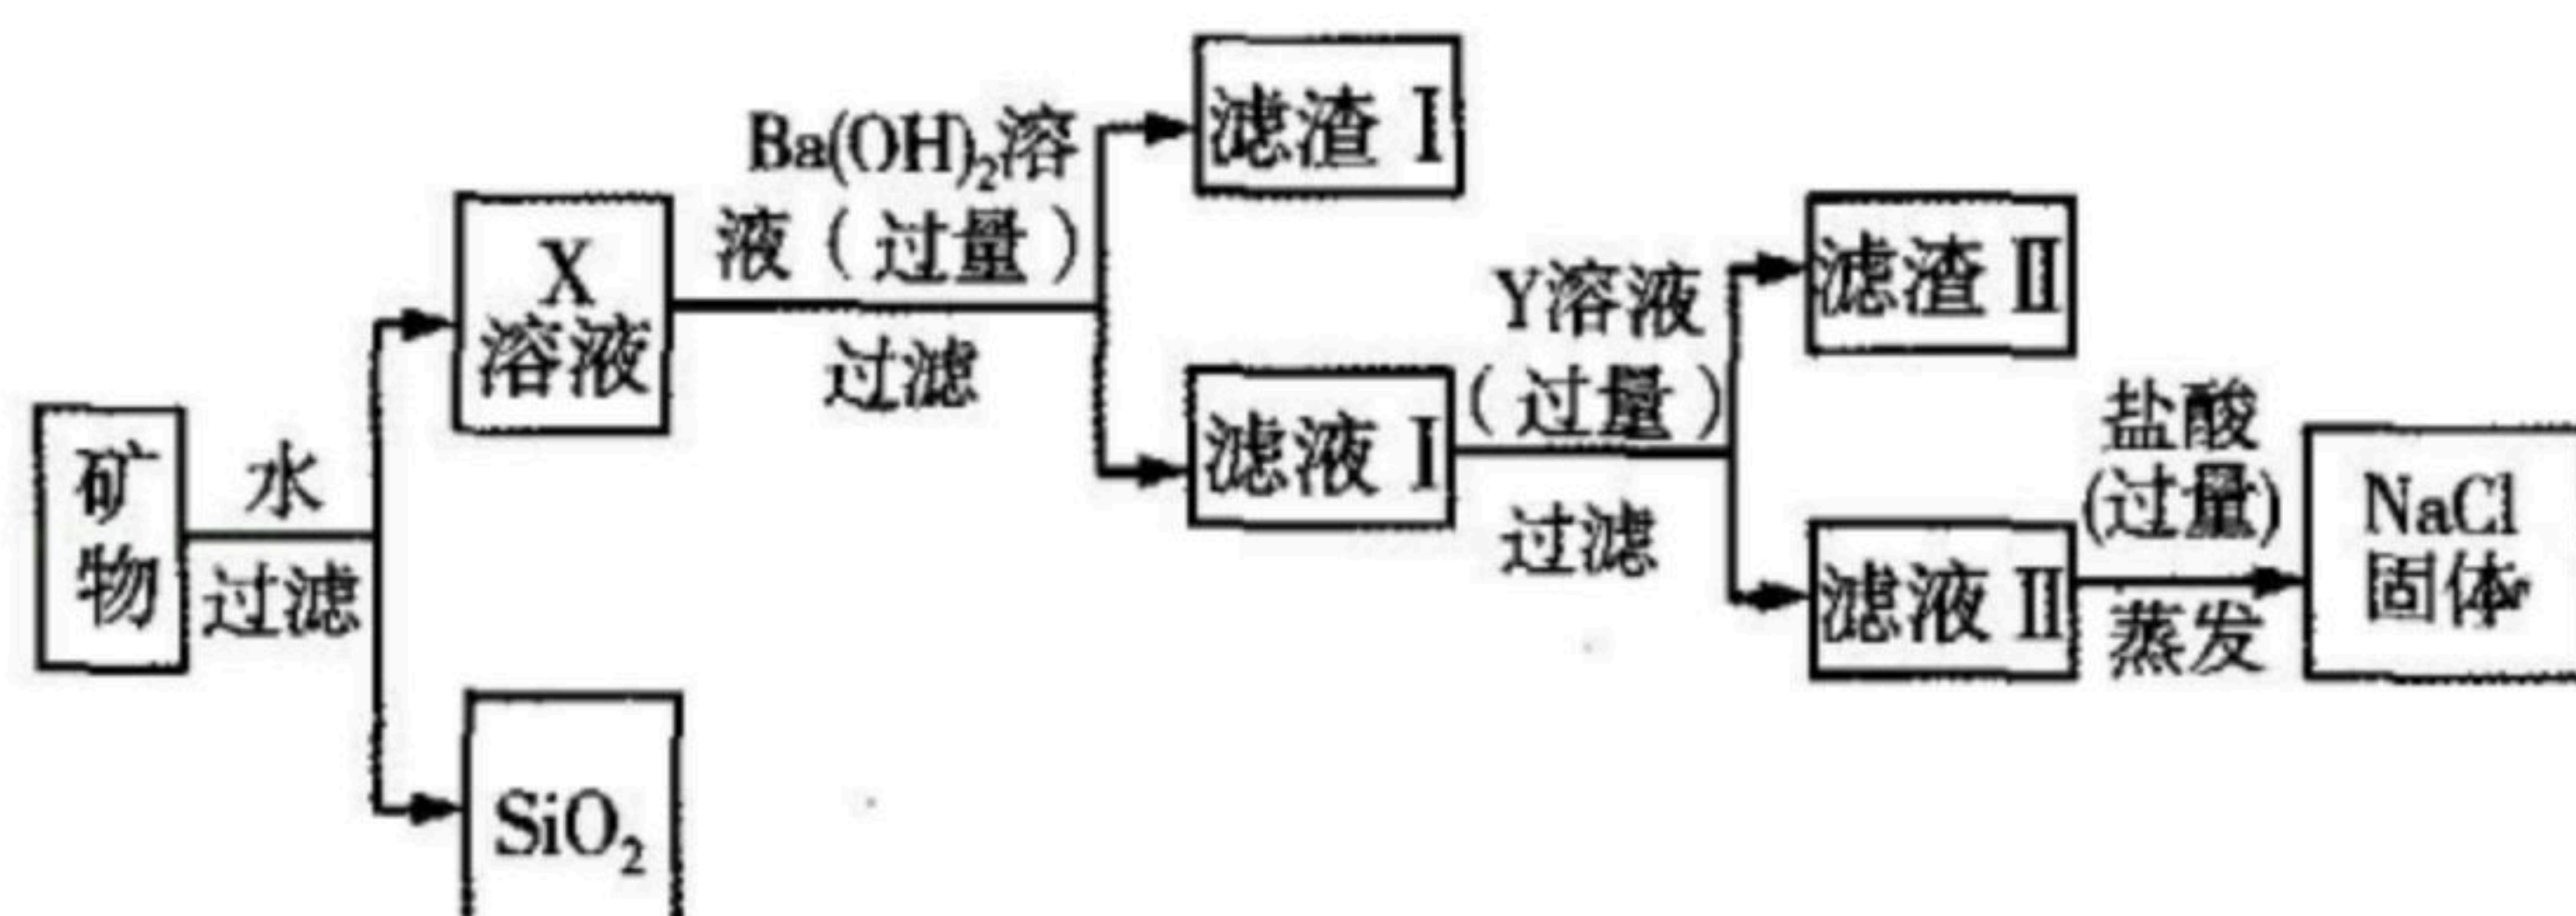 矿
物
水
过滤
X
溶液
SiO₂
Ba(OH)₂溶
液（过量）
过滤
滤渣 Ⅰ
滤液 Ⅰ
Y溶液
（过量）
过滤
滤渣 Ⅱ
滤液 Ⅱ
盐酸
(过量)
蒸发
NaCl
固体